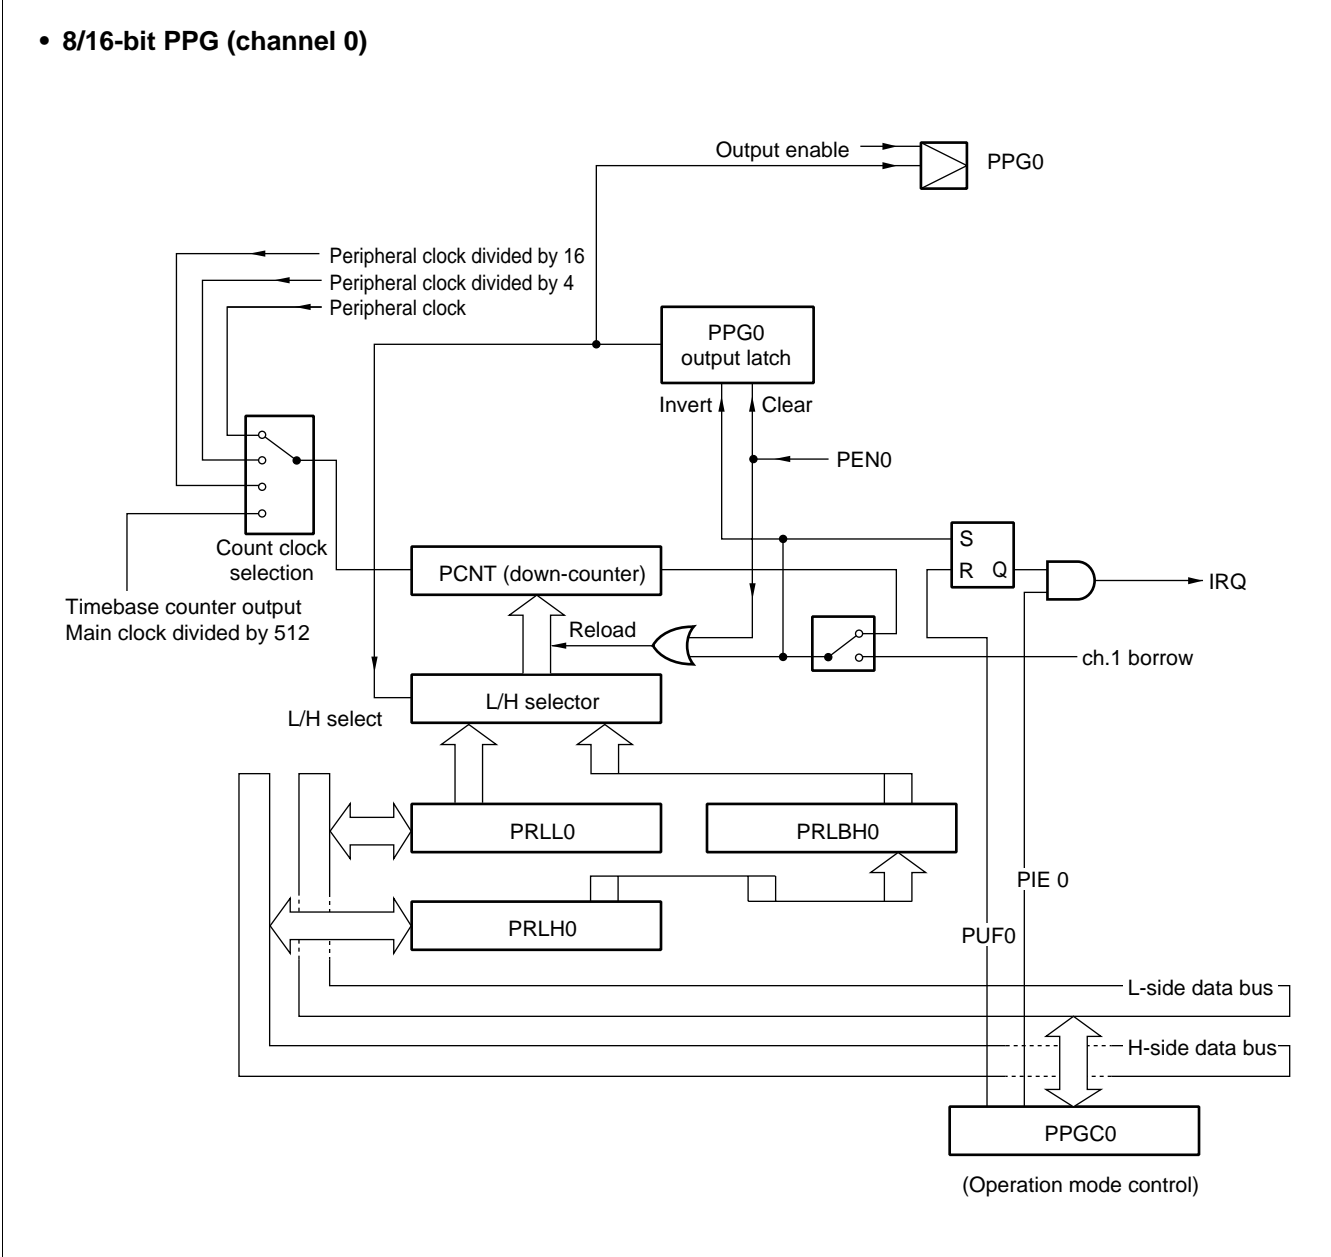 • 8/16-bit PPG (channel 0)
Output enable
PPG0
Peripheral clock divided by 16
Peripheral clock divided by 4
Peripheral clock
PPG0
output latch
Invert
Clear
PEN0
Count clock
selection
S
R Q
IRQ
PCNT (down-counter)
Timebase counter output
Main clock divided by 512
Reload
ch.1 borrow
L/H selector
L/H select
PRLL0
PRLBH0
PIE 0
PRLH0
PUF0
L-side data bus
H-side data bus
PPGC0
(Operation mode control)